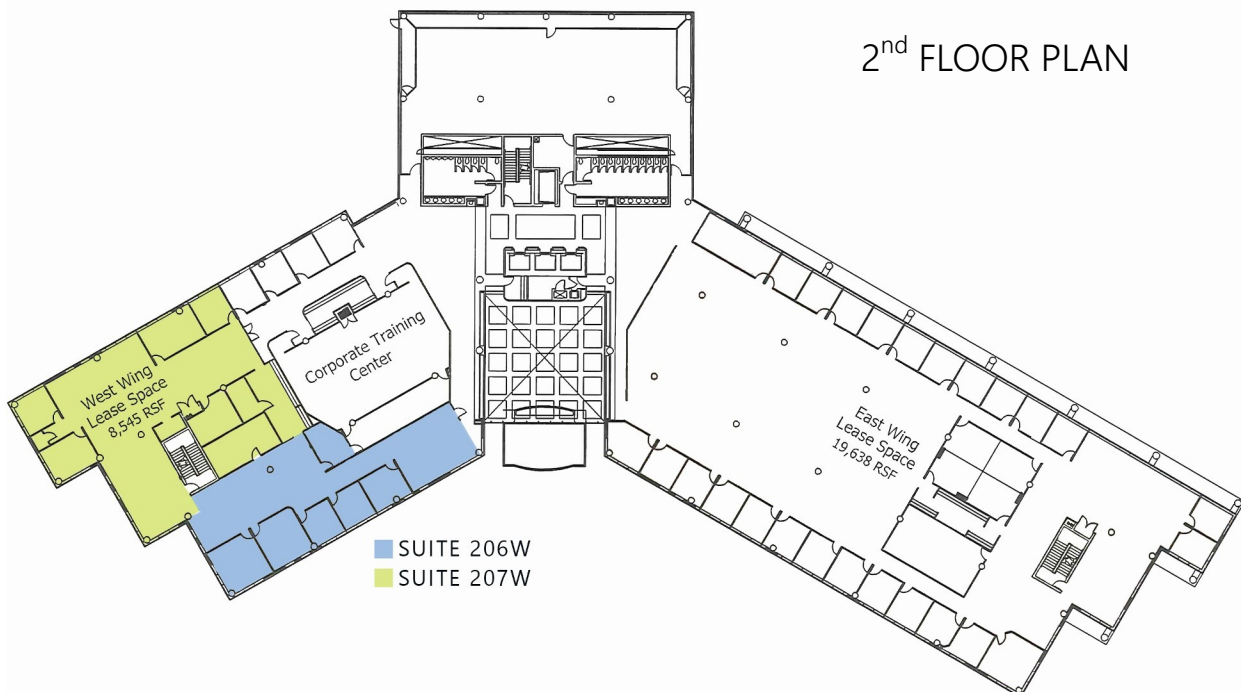 2nd FLOOR PLAN
Corporate Training
Center
West Wing
Lease Space
8,545 RSF
East Wing
Lease Space
19,638 RSF
SUITE 206W
SUITE 207W